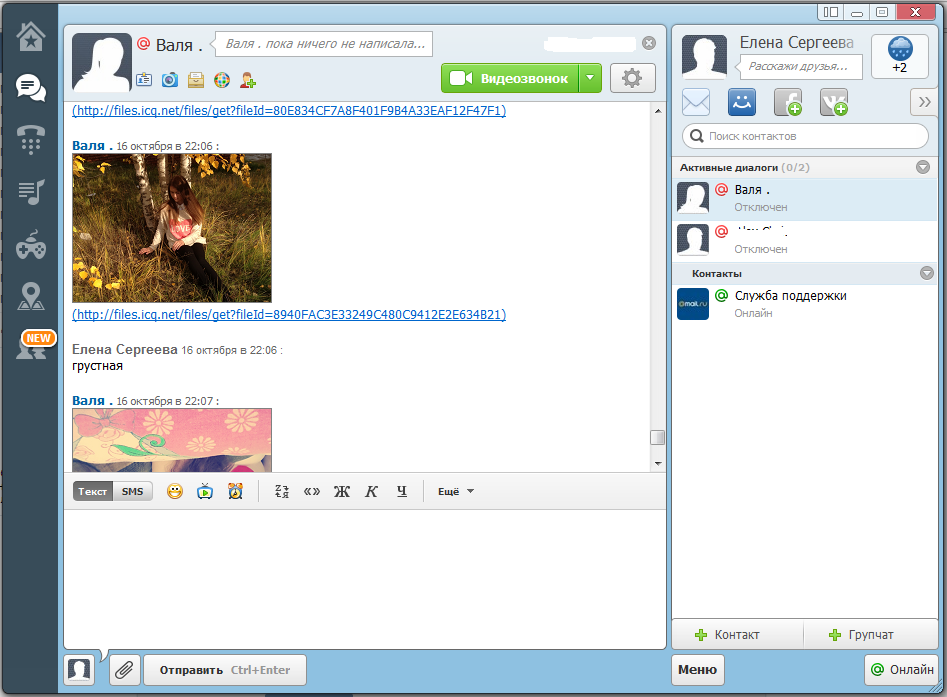 Валя .
Валя . пока ничего не написала...
Видеозвонок
(http://files.icq.net/files/get?fileId=80E834CF7A8F401F9B4A33EAF12F47F1)
Валя . 16 октября в 22:06 :
LOVE
(http://files.icq.net/files/get?fileId=8940FAC3E33249C480C9412E2E634B21)
Елена Сергеева 16 октября в 22:06 :
грустная
Валя . 16 октября в 22:07 :
Текст SMS
Ж К Ч Ещё
Отправить Ctrl+Enter
NEW
Елена Сергеева
Расскажи друзья...
+2
Поиск контактов
Активные диалоги (0/2)
Валя .
Отключен
Отключен
Контакты
@mail.ru
Служба поддержки
Онлайн
Контакт
Групчат
Меню
Онлайн